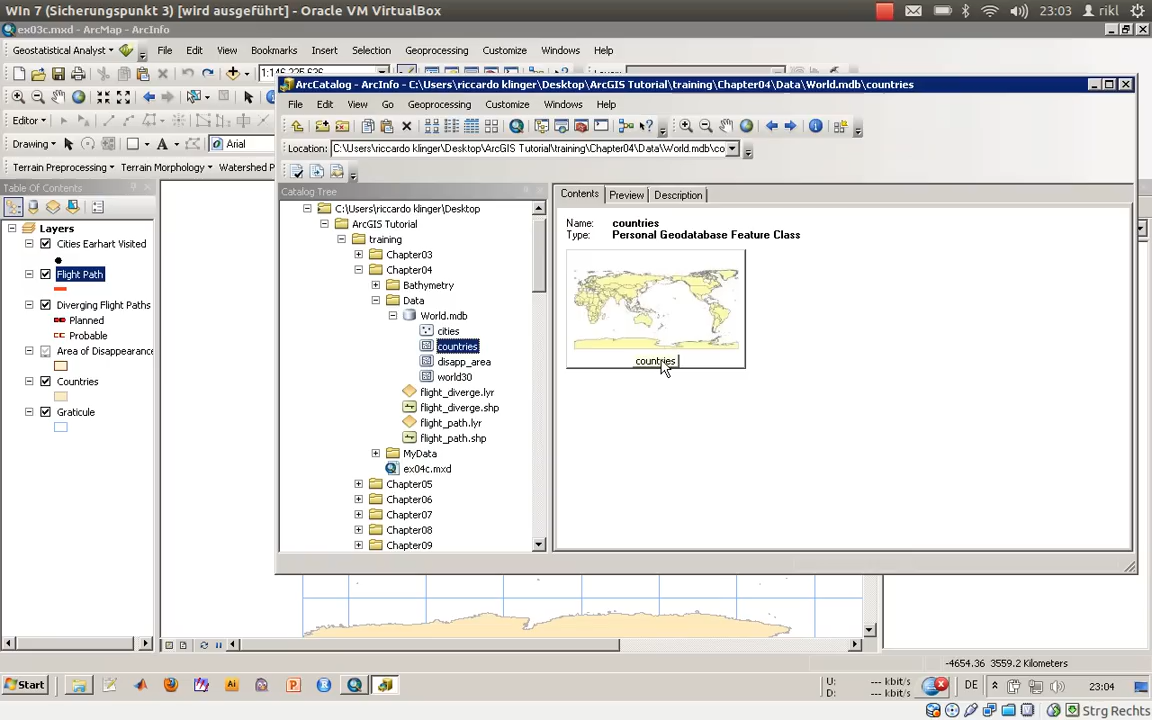 WIn 7 (Sicherungspunkt 3) [wird ausgeführt] - Oracle VM VirtualBox
23:03
rikl
ex03c.mxd - ArcMap - ArcInfo
Geostatistical Analyst
File Edit View Bookmarks Insert Selection Geoprocessing Customize Windows Help
1:146.225.626
Editor
Drawing
Arial
Terrain Preprocessing Terrain Morphology Watershed P
Table Of Contents
Layers
Cities Earhart Visited
Flight Path
Diverging Flight Paths
Planned
Probable
Area of Disappearance
Countries
Graticule
ArcCatalog - ArcInfo - C:\Users\riccardo klinger\Desktop\ArcGIS Tutorial\training\Chapter04\Data\World.mdb\countries
File Edit View Go Geoprocessing Customize Windows Help
Location: C:\Users\riccardo klinger\Desktop\ArcGIS Tutorial\training\Chapter04\Data\World.mdb\co
Catalog Tree
C:\Users\riccardo klinger\Desktop
ArcGIS Tutorial
training
Chapter03
Chapter04
Bathymetry
Data
World.mdb
cities
countries
disapp_area
world30
flight_diverge.lyr
flight_diverge.shp
flight_path.lyr
flight_path.shp
MyData
ex04c.mxd
Chapter05
Chapter06
Chapter07
Chapter08
Chapter09
Contents Preview Description
Name: countries
Type: Personal Geodatabase Feature Class
countries
-4654.36 3559.2 Kilometers
Start
U: --- kbit/s
D: --- kbit/s
DE
23:04
Strg Rechts